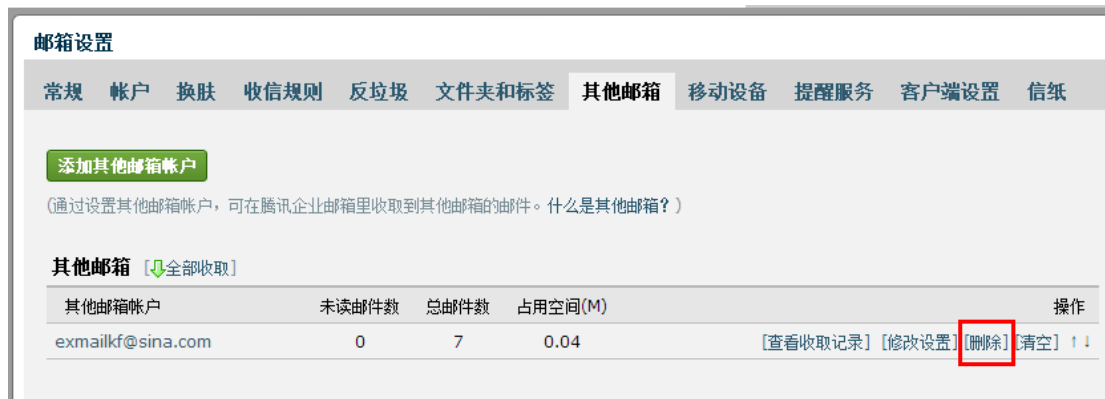 邮箱设置
常规 帐户 换肤 收信规则 反垃圾 文件夹和标签 其他邮箱 移动设备 提醒服务 客户端设置 信纸
添加其他邮箱帐户
(通过设置其他邮箱帐户，可在腾讯企业邮箱里收取到其他邮箱的邮件。什么是其他邮箱？)
其他邮箱 [全部收取]
其他邮箱帐户 未读邮件数 总邮件数 占用空间(M) 操作
exmailkf@sina.com 0 7 0.04 [查看收取记录] [修改设置] [删除] [清空] ↑↓